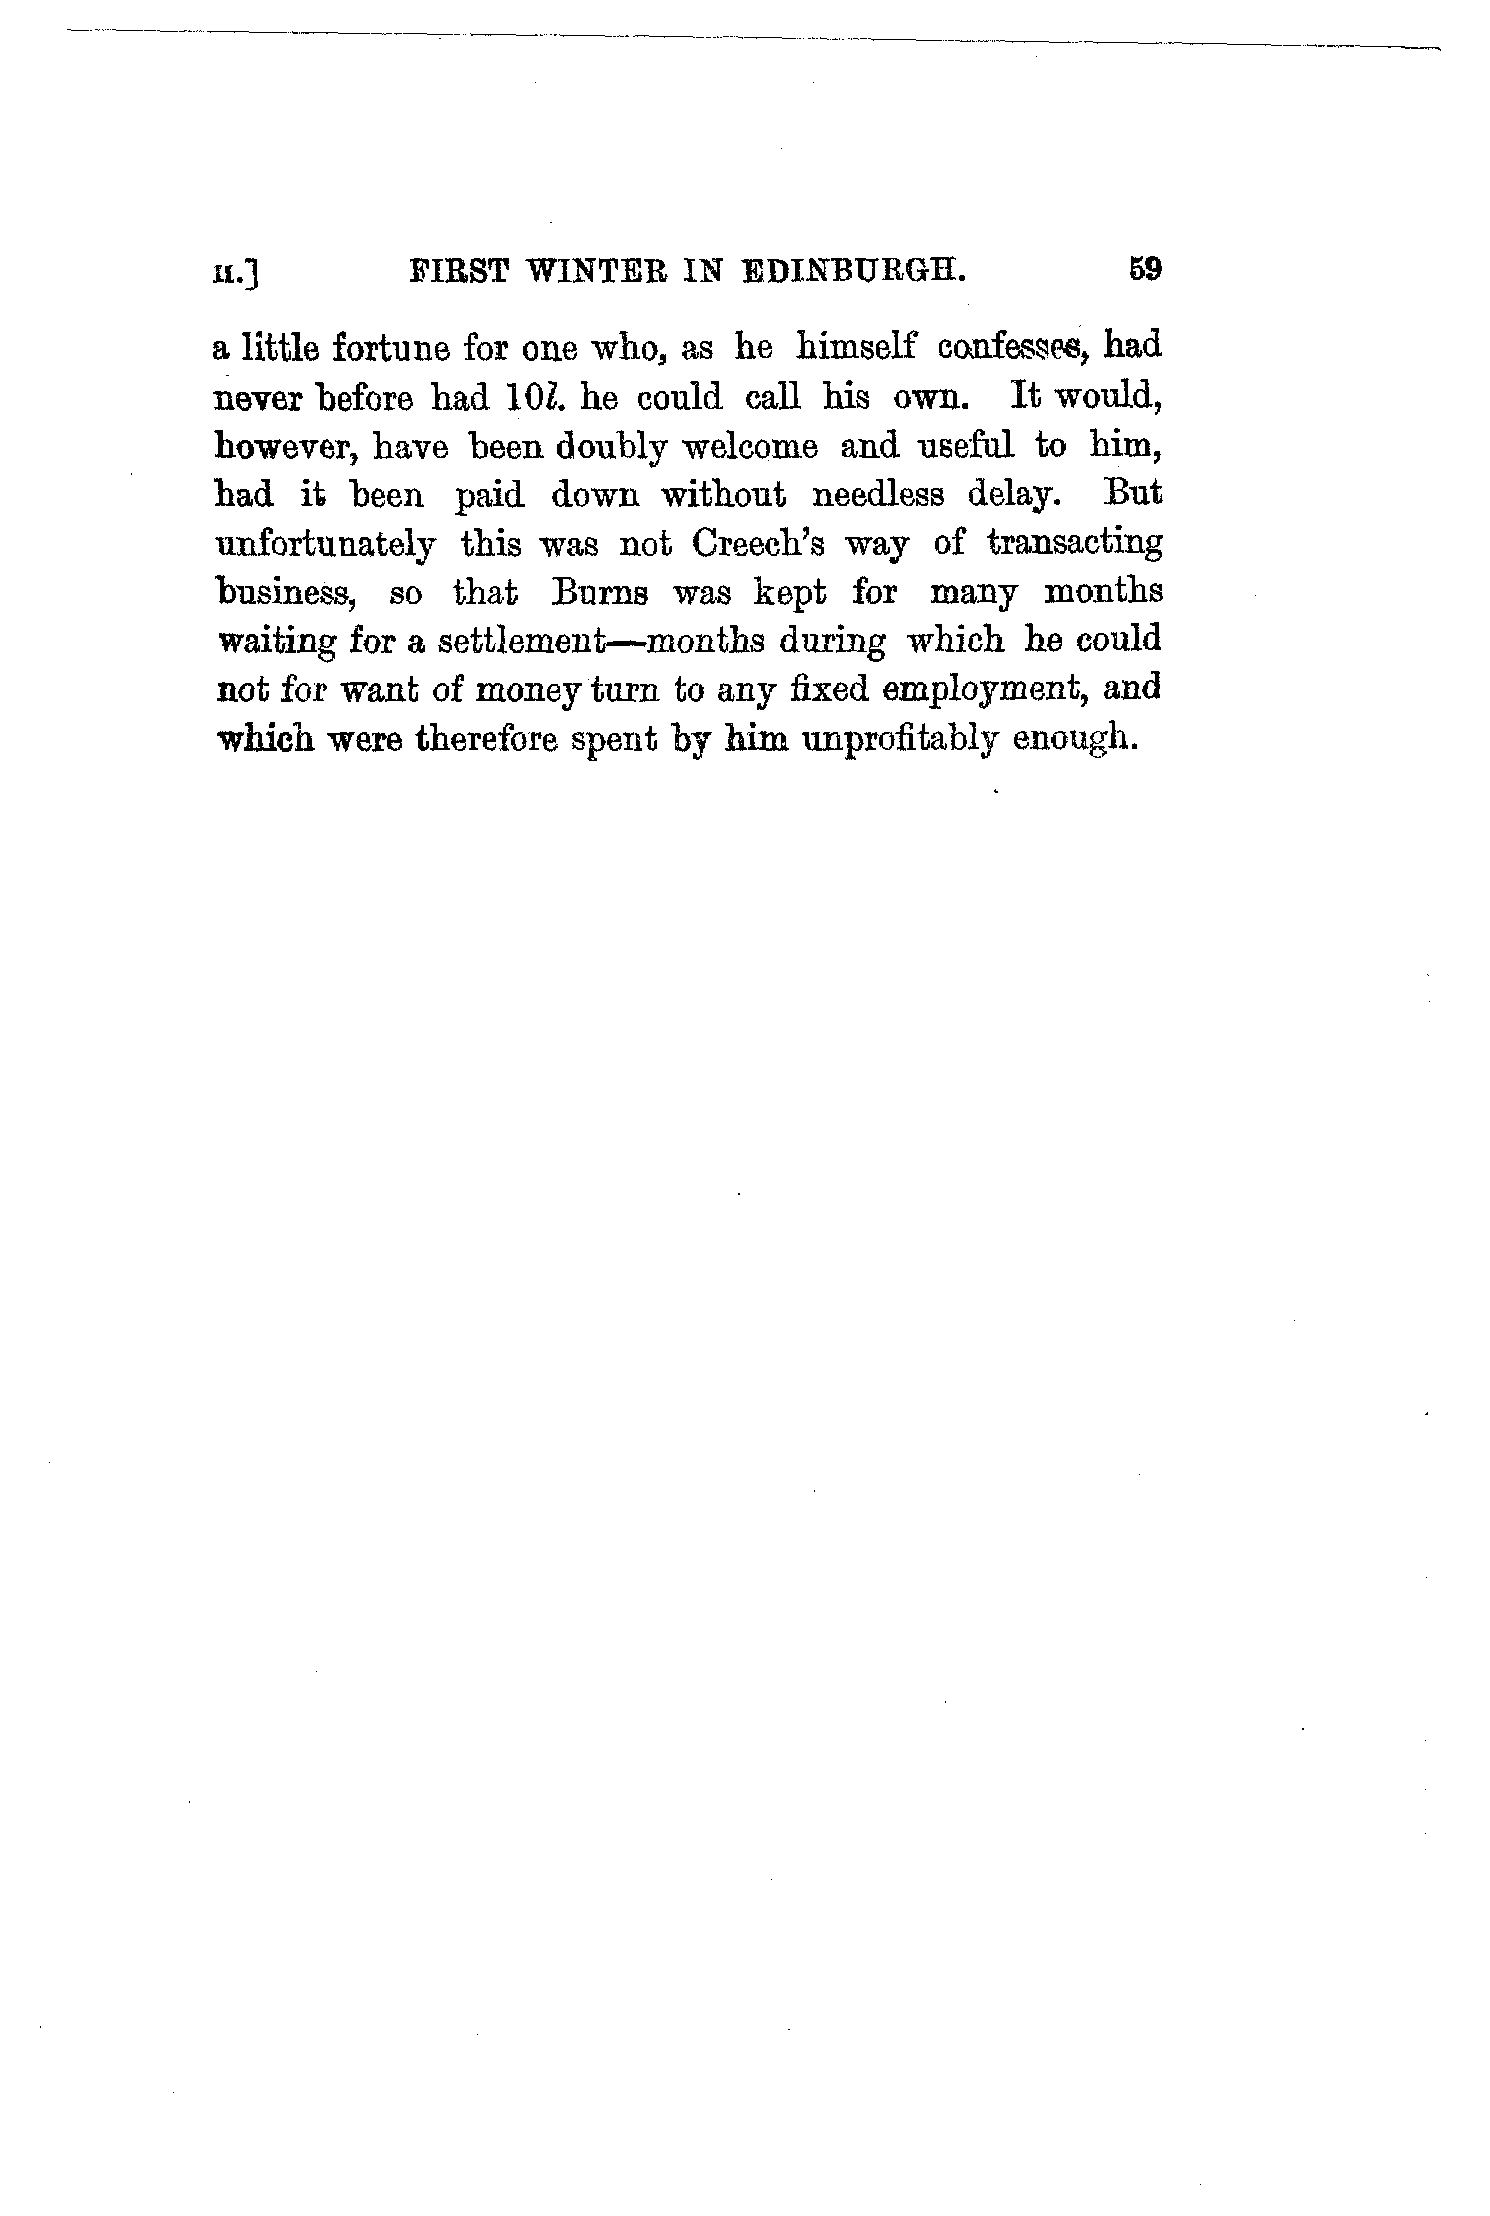 II.] FIRST WINTER IN EDINBURGH. 59
a little fortune for one who, as he himself confesses, had
never before had 10l. he could call his own. It would,
however, have been doubly welcome and useful to him,
had it been paid down without needless delay. But
unfortunately this was not Creech's way of transacting
business, so that Burns was kept for many months
waiting for a settlement—months during which he could
not for want of money turn to any fixed employment, and
which were therefore spent by him unprofitably enough.